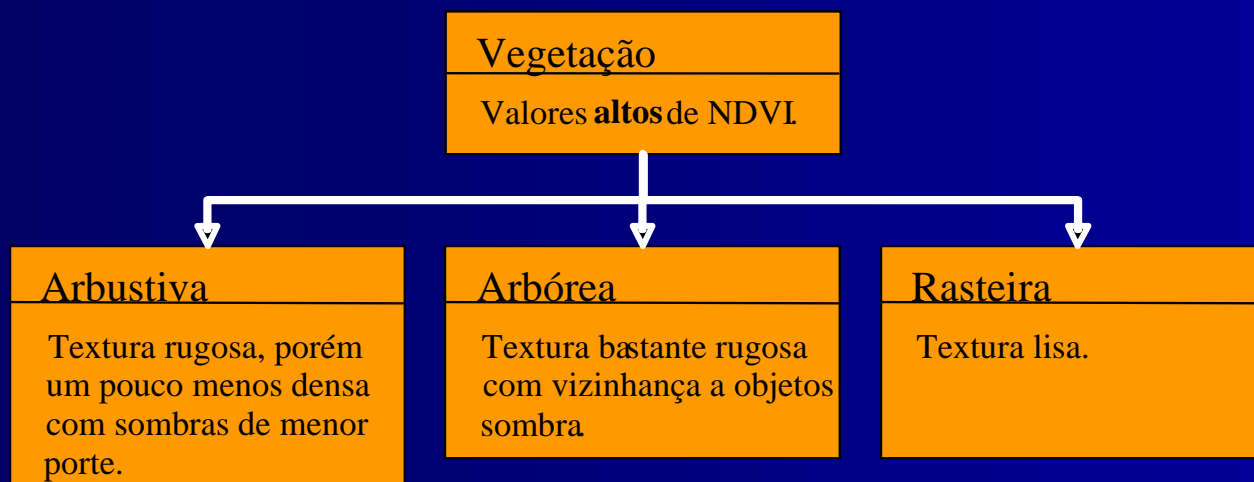 Vegetação
Valores altos de NDVI.
Arbustiva
Textura rugosa, porém
um pouco menos densa
com sombras de menor
porte.
Arbórea
Textura bastante rugosa
com vizinhança a objetos
sombra.
Rasteira
Textura lisa.